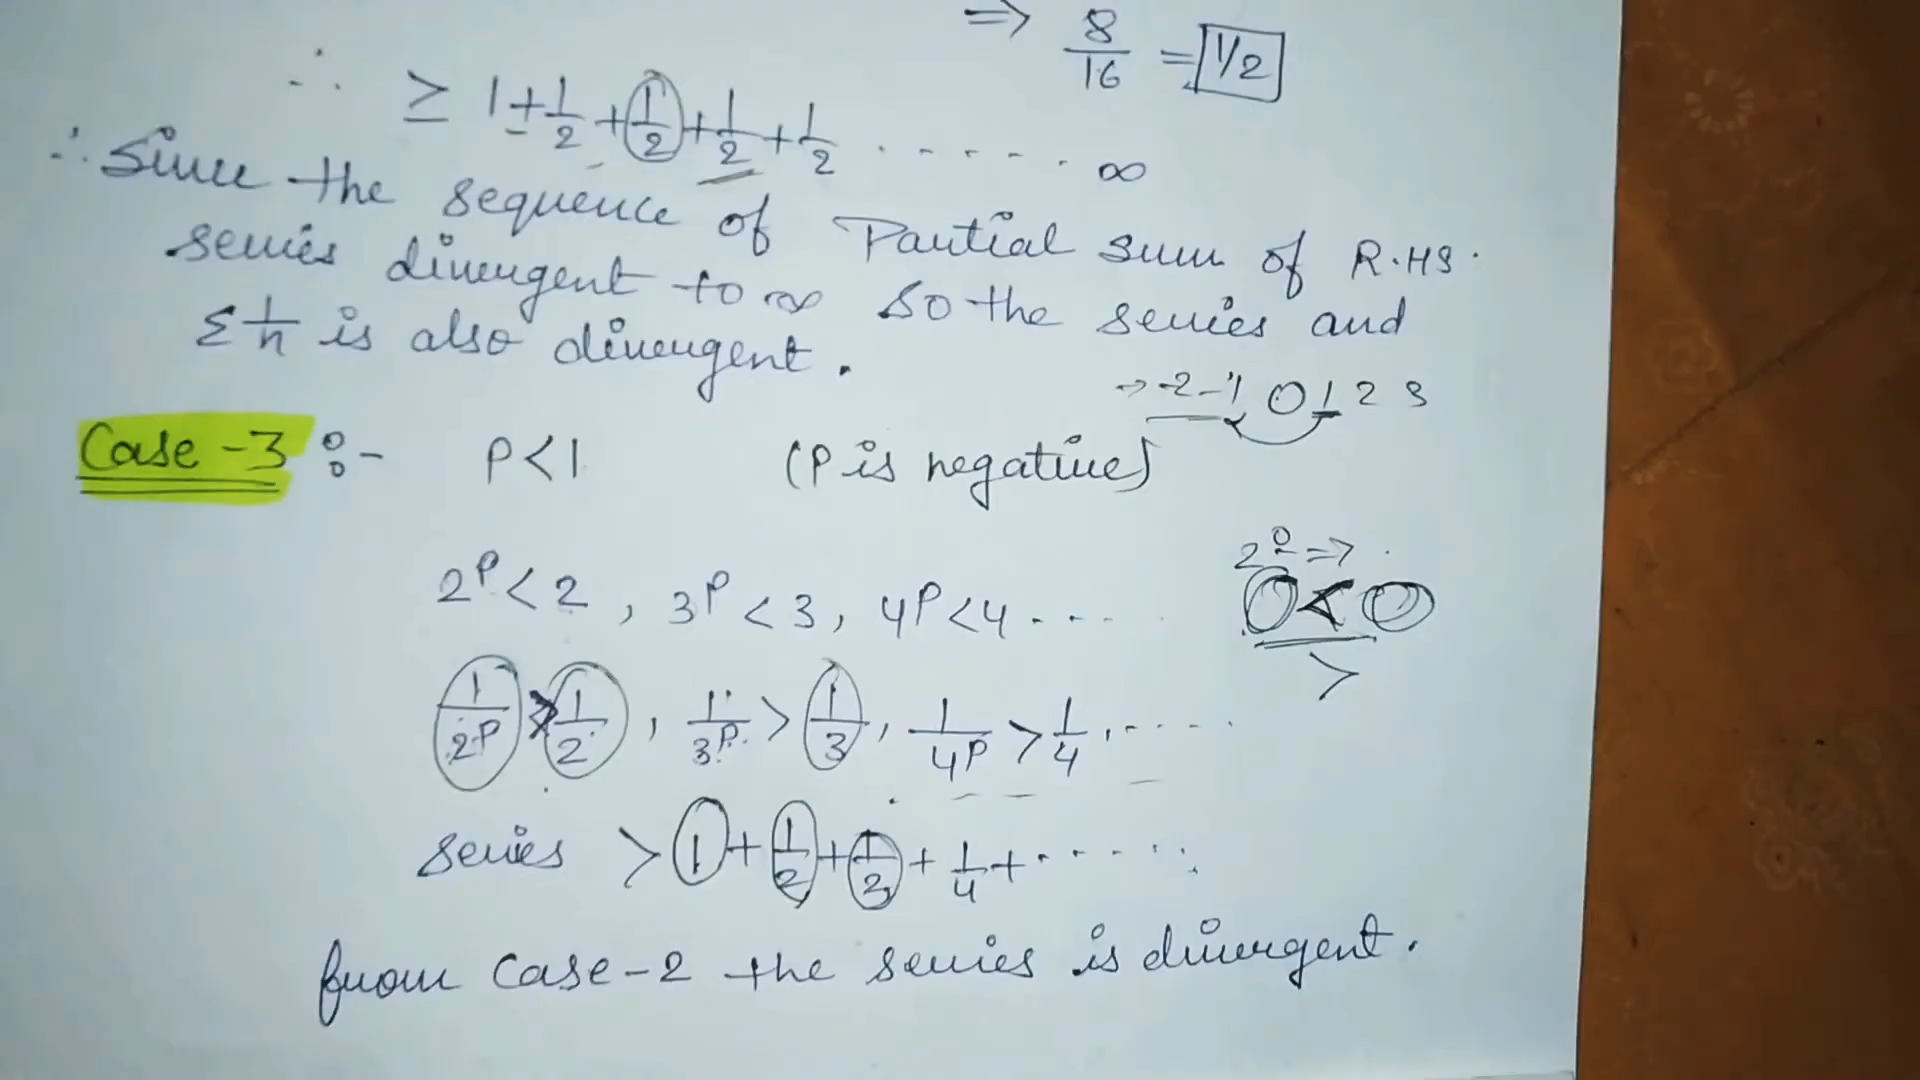 ⇒ 8/16 = 1/2
∴ ≥ 1 + 1/2 + 1/2 + 1/2 + 1/2 ...... ∞
∴ Since the sequence of Partial sum of R.HS.
series divergent to ∞ So the series and
Σ 1/n is also divergent.
→ -2 -1 0 1 2 3
Case-3 :- P<1 (P is negative)
2^0 ⇒
2^P < 2, 3^P < 3, 4^P < 4 ....
0 < 0
>
1/2^P > 1/2, 1/3^P > 1/3, 1/4^P > 1/4, .....
series > 1 + 1/2 + 1/3 + 1/4 + ......
from case-2 the series is divergent.